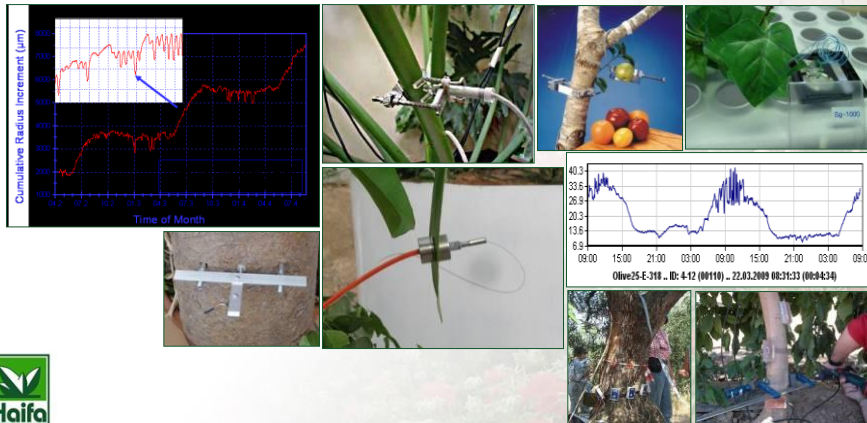 Cumulative Radius Increment (µm)
Time of Month
Sg-1000
40.3
33.6
26.9
20.3
13.6
6.9
09:00 15:00 21:00 03:00 09:00 15:00 21:00 03:00 09:0
Olive25-E-318 .. ID: 4-12 (00110) .. 22.03.2009 08:31:33 (00:04:34)
Haifa